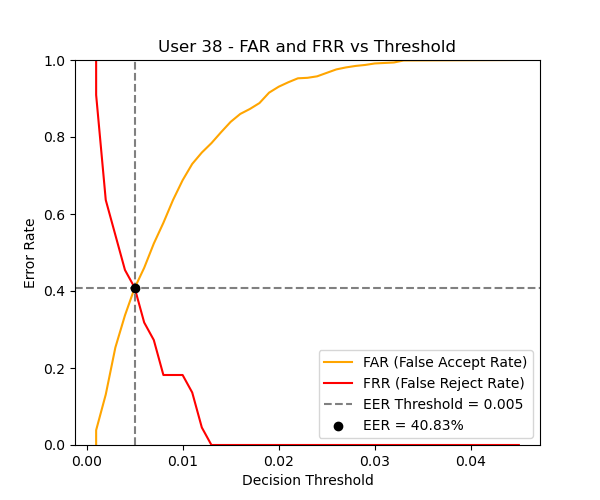 User 38 - FAR and FRR vs Threshold
Error Rate
1.0
0.8
0.6
0.4
0.2
0.0
FAR (False Accept Rate)
FRR (False Reject Rate)
EER Threshold = 0.005
EER = 40.83%
0.00 0.01 0.02 0.03 0.04
Decision Threshold